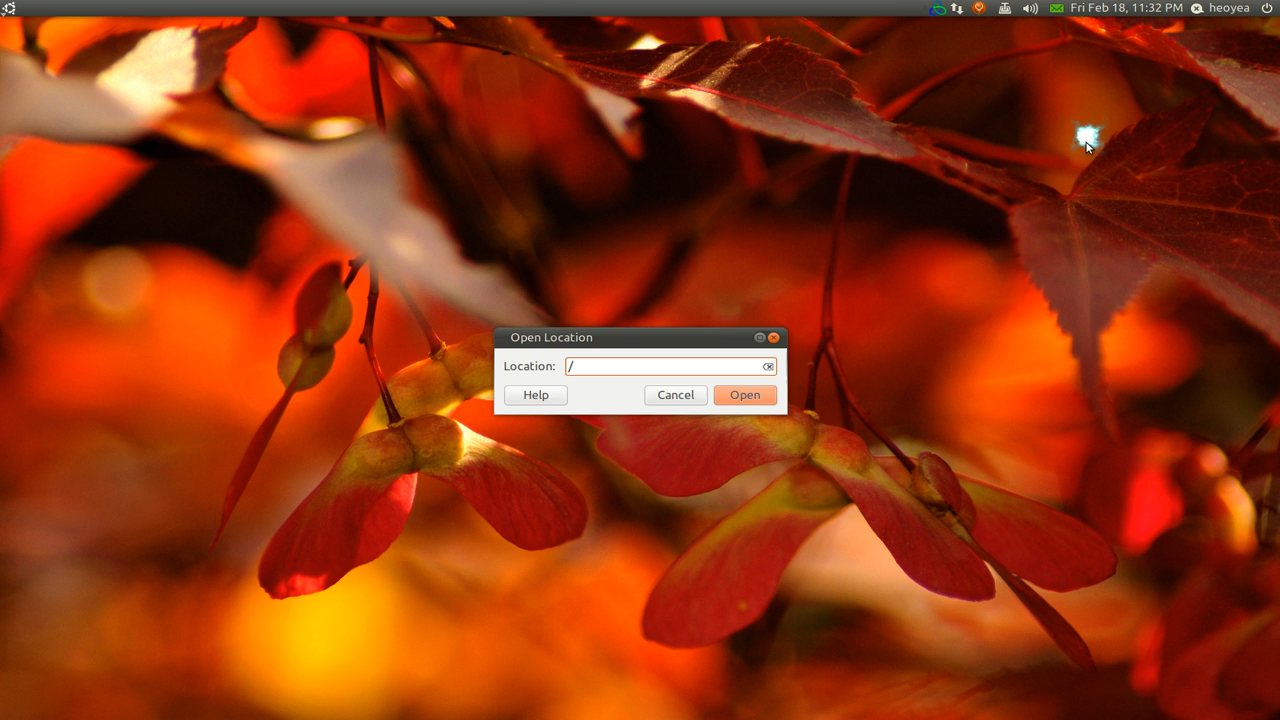 Fri Feb 18, 11:32 PM heoyea
Open Location
Location: /
Help Cancel Open